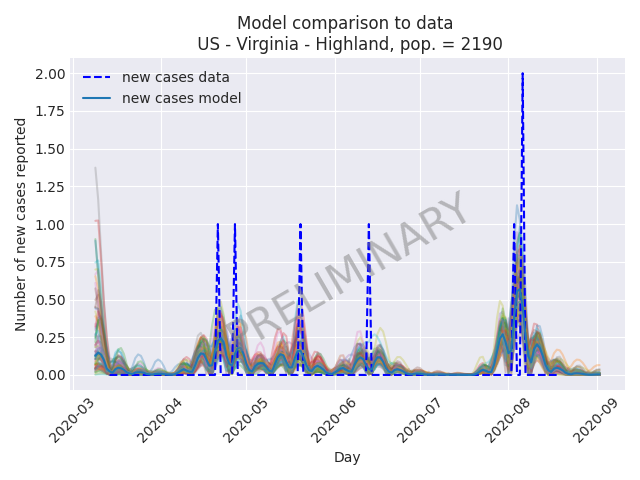 Model comparison to data
US - Virginia - Highland, pop. = 2190
new cases data
new cases model
Number of new cases reported
2.00
1.75
1.50
1.25
1.00
0.75
0.50
0.25
0.00
PRELIMINARY
2020-03
2020-04
2020-05
2020-06
2020-07
2020-08
2020-09
Day